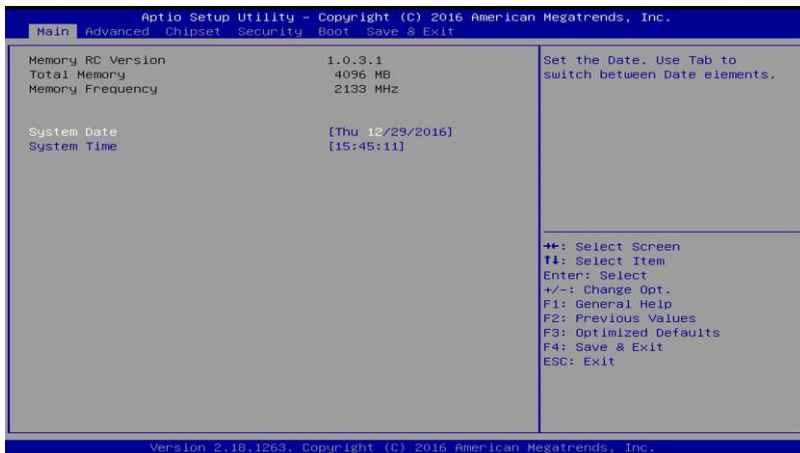 Aptio Setup Utility – Copyright (C) 2016 American Megatrends, Inc.
Main Advanced Chipset Security Boot Save & Exit
Memory RC Version 1.0.3.1
Total Memory 4096 MB
Memory Frequency 2133 MHz
System Date [Thu 12/29/2016]
System Time [15:45:11]
Set the Date. Use Tab to
switch between Date elements.
→←: Select Screen
↑↓: Select Item
Enter: Select
+/-: Change Opt.
F1: General Help
F2: Previous Values
F3: Optimized Defaults
F4: Save & Exit
ESC: Exit
Version 2.18.1263. Copyright (C) 2016 American Megatrends, Inc.